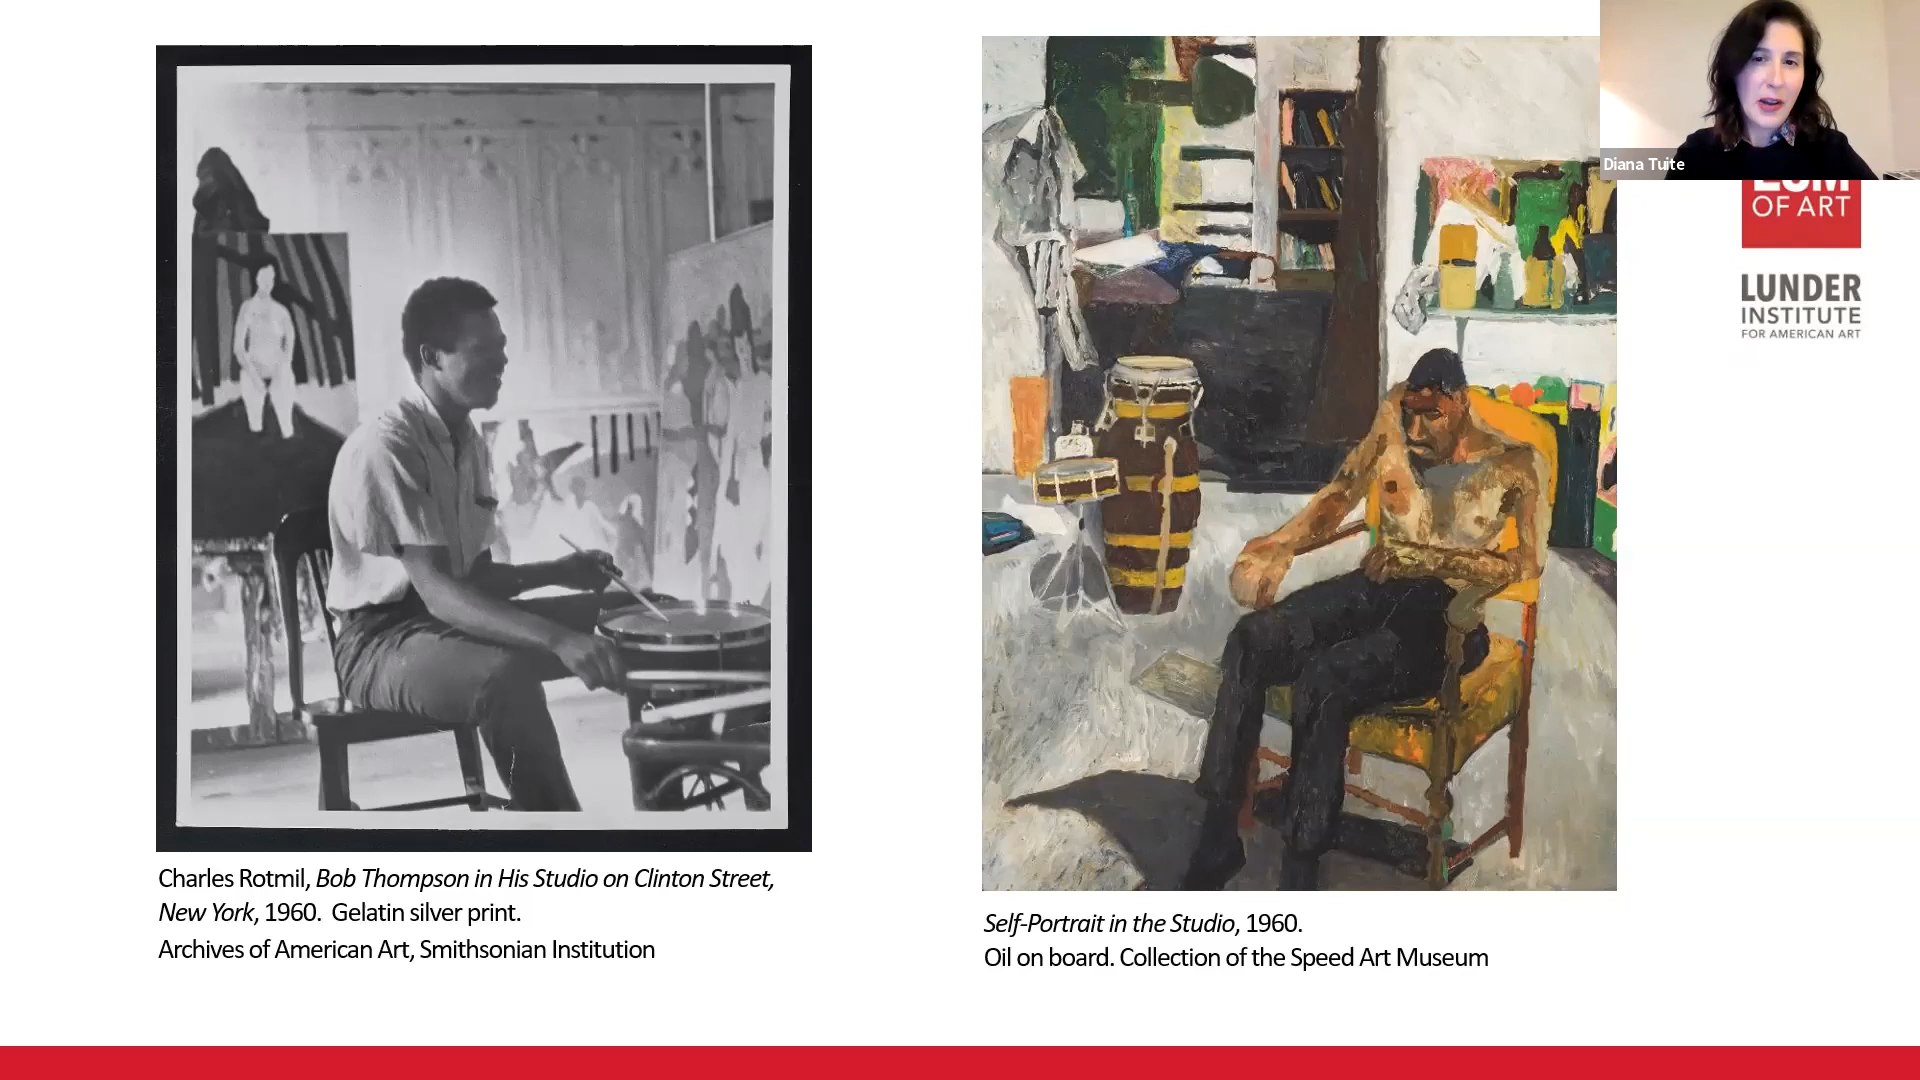 Diana Tuite
OF ART
LUNDER
INSTITUTE
FOR AMERICAN ART
Charles Rotmil, Bob Thompson in His Studio on Clinton Street,
New York, 1960. Gelatin silver print.
Archives of American Art, Smithsonian Institution
Self-Portrait in the Studio, 1960.
Oil on board. Collection of the Speed Art Museum